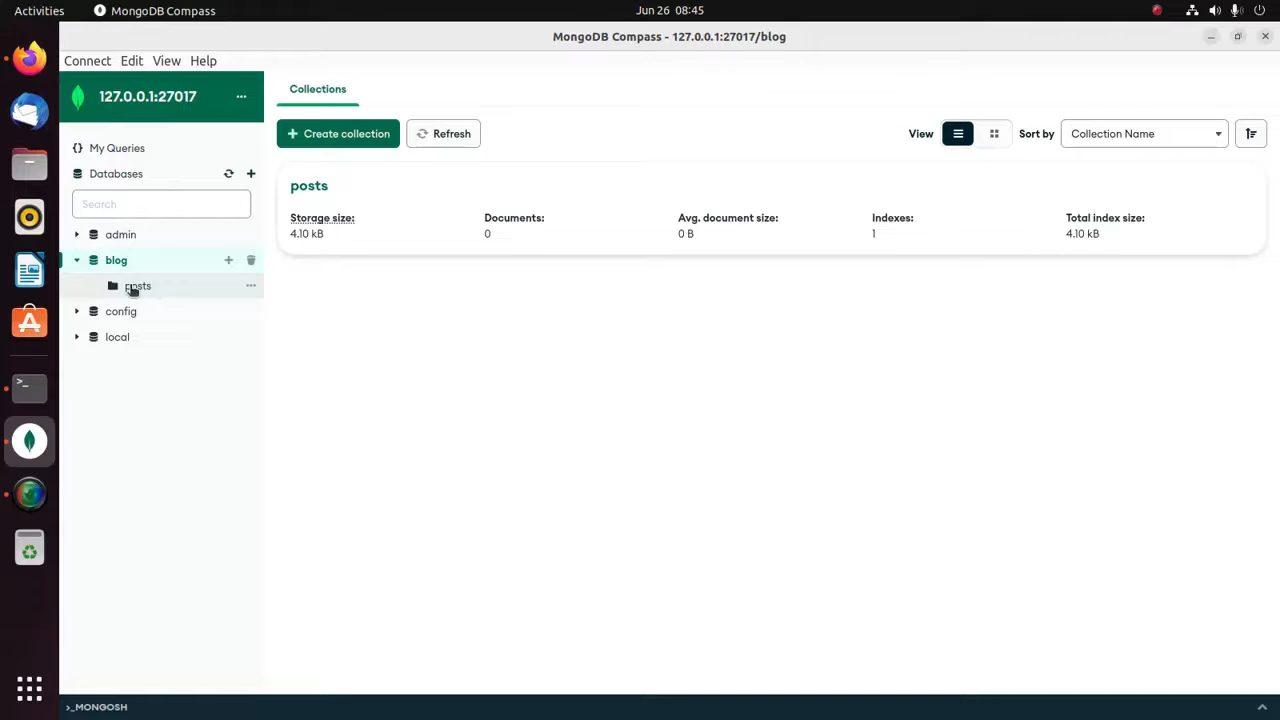 Activities MongoDB Compass Jun 26 08:45
MongoDB Compass - 127.0.0.1:27017/blog
Connect Edit View Help
127.0.0.1:27017
My Queries
Databases
Search
admin
blog
posts
config
local
Collections
Create collection Refresh View Sort by Collection Name
posts
Storage size: Documents: Avg. document size: Indexes: Total index size:
4.10 kB 0 0 B 1 4.10 kB
>_MONGOSH